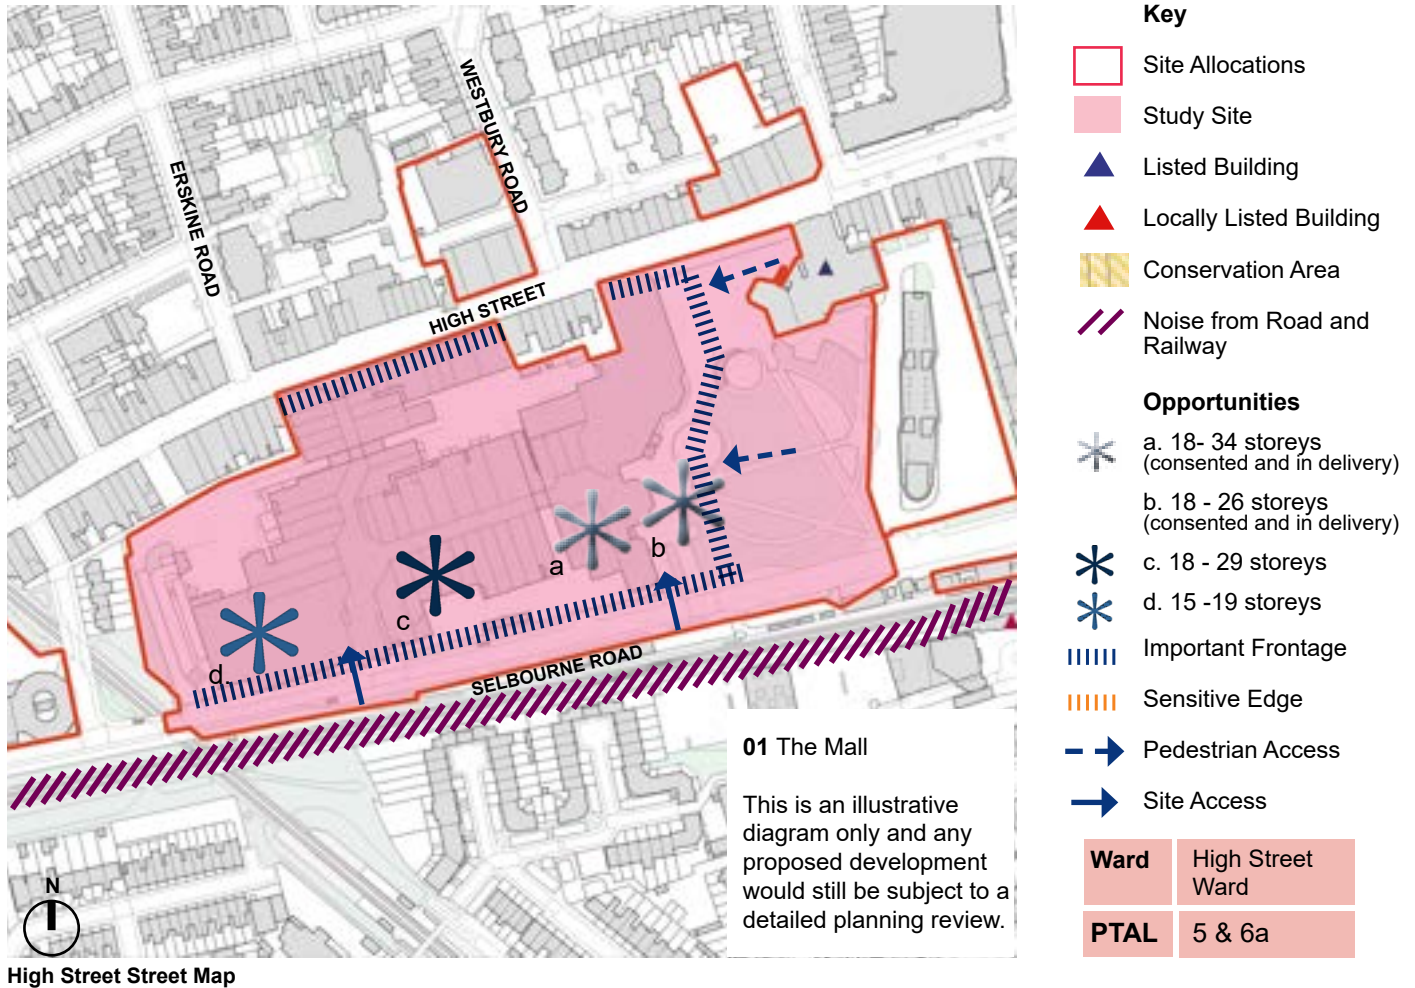 WESTBURY ROAD
ERSKINE ROAD
HIGH STREET
a
b
c
d.
SELBOURNE ROAD
01 The Mall
This is an illustrative
diagram only and any
proposed development
would still be subject to a
detailed planning review.
N
High Street Street Map
Key
Site Allocations
Study Site
Listed Building
Locally Listed Building
Conservation Area
Noise from Road and
Railway
Opportunities
a. 18- 34 storeys
(consented and in delivery)
b. 18 - 26 storeys
(consented and in delivery)
c. 18 - 29 storeys
d. 15 -19 storeys
Important Frontage
Sensitive Edge
Pedestrian Access
Site Access
Ward High Street
Ward
PTAL 5 & 6a